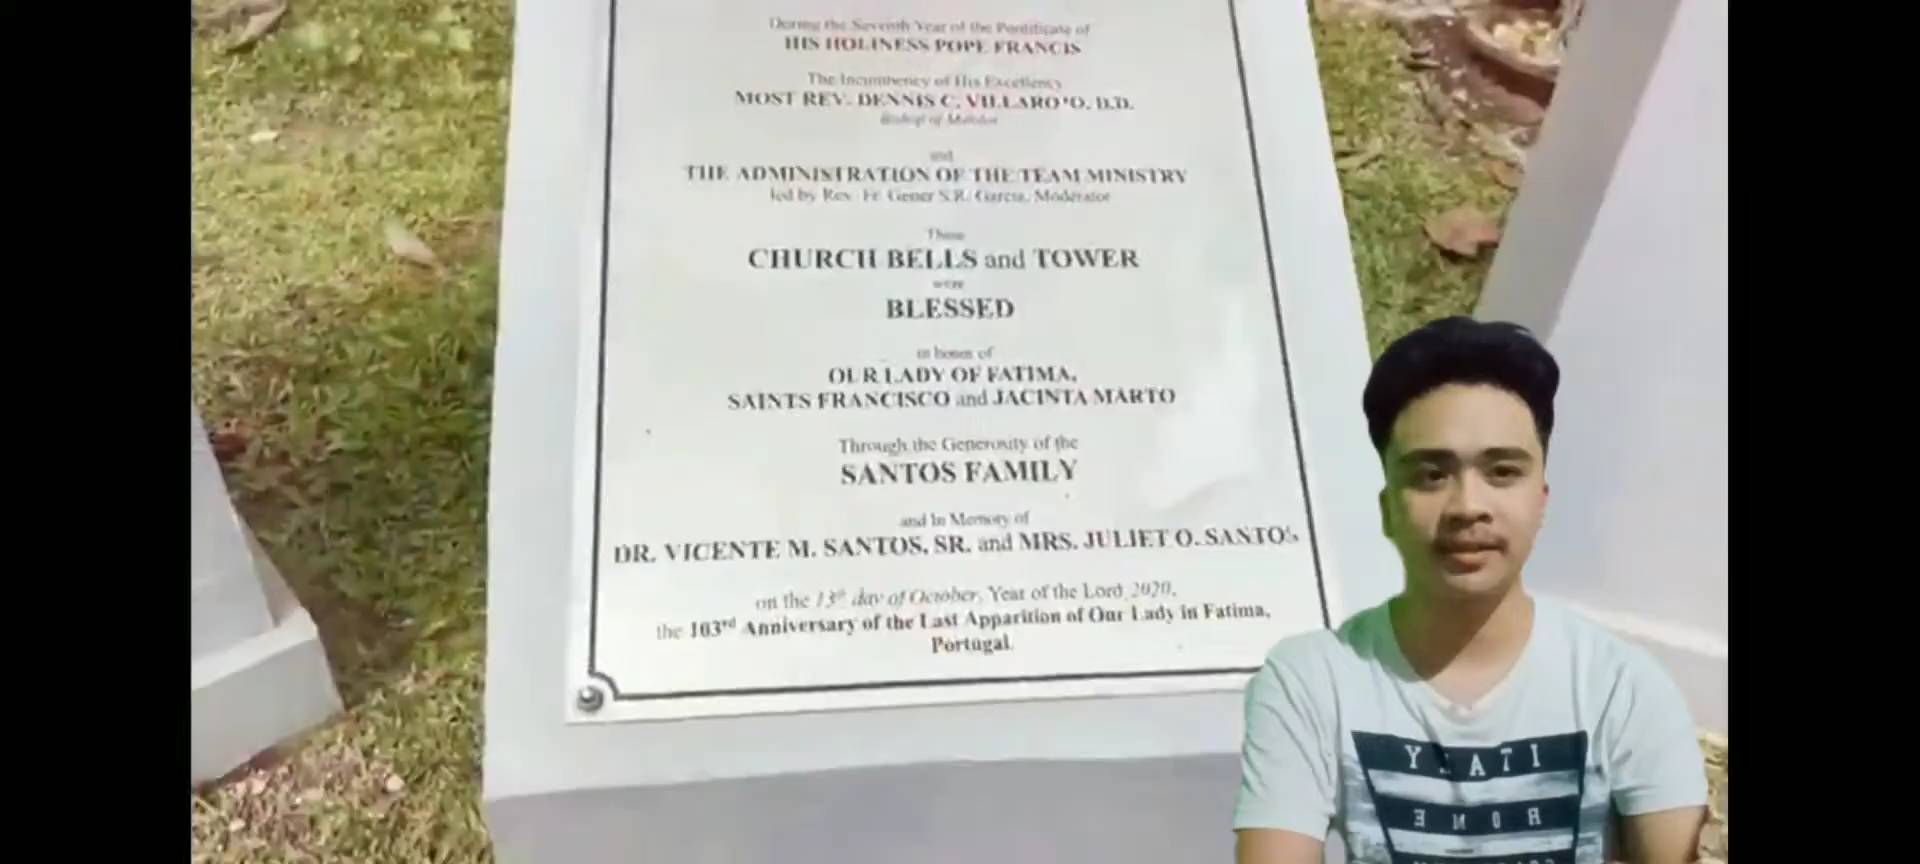 During the Seventh Year of the Pontificate of
HIS HOLINESS POPE FRANCIS
The Incumbency of His Excellency
MOST REV. DENNIS C. VILLAROJO, D.D.
Bishop of Malolos
and
THE ADMINISTRATION OF THE TEAM MINISTRY
led by Rev. Fr. Gener S.R. Garcia, Moderator
These
CHURCH BELLS and TOWER
were
BLESSED
in honor of
OUR LADY OF FATIMA,
SAINTS FRANCISCO and JACINTA MARTO
Through the Generosity of the
SANTOS FAMILY
and In Memory of
DR. VICENTE M. SANTOS, SR. and MRS. JULIET O. SANTOS
on the 13th day of October, Year of the Lord 2020,
the 103rd Anniversary of the Last Apparition of Our Lady in Fatima,
Portugal.
ITALY
ROME